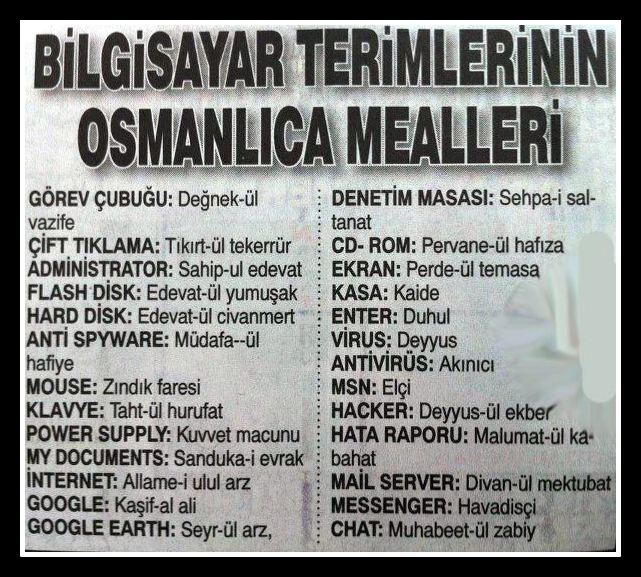 BİLGİSAYAR TERİMLERİNİN
OSMANLICA MEALLERİ
GÖREV ÇUBUĞU: Değnek-ül
vazife
ÇİFT TIKLAMA: Tıkırt-ül tekerrür
ADMİNİSTRATOR: Sahip-ul edevat
FLASH DİSK: Edevat-ül yumuşak
HARD DİSK: Edevat-ül civanmert
ANTİ SPYWARE: Müdafa--ül
hafiye
MOUSE: Zındık faresi
KLAVYE: Taht-ül hurufat
POWER SUPPLY: Kuvvet macunu
MY DOCUMENTS: Sanduka-i evrak
İNTERNET: Allame-i ulul arz
GOOGLE: Kaşif-al ali
GOOGLE EARTH: Seyr-ül arz,
DENETİM MASASI: Sehpa-i sal-
tanat
CD- ROM: Pervane-ül hafıza
EKRAN: Perde-ül temasa
KASA: Kaide
ENTER: Duhul
VİRUS: Deyyus
ANTİVİRÜS: Akınıcı
MSN: Elçi
HACKER: Deyyus-ül ekber
HATA RAPORU: Malumat-ül ka-
bahat
MAİL SERVER: Divan-ül mektubat
MESSENGER: Havadisçi
CHAT: Muhabeet-ül zabiy